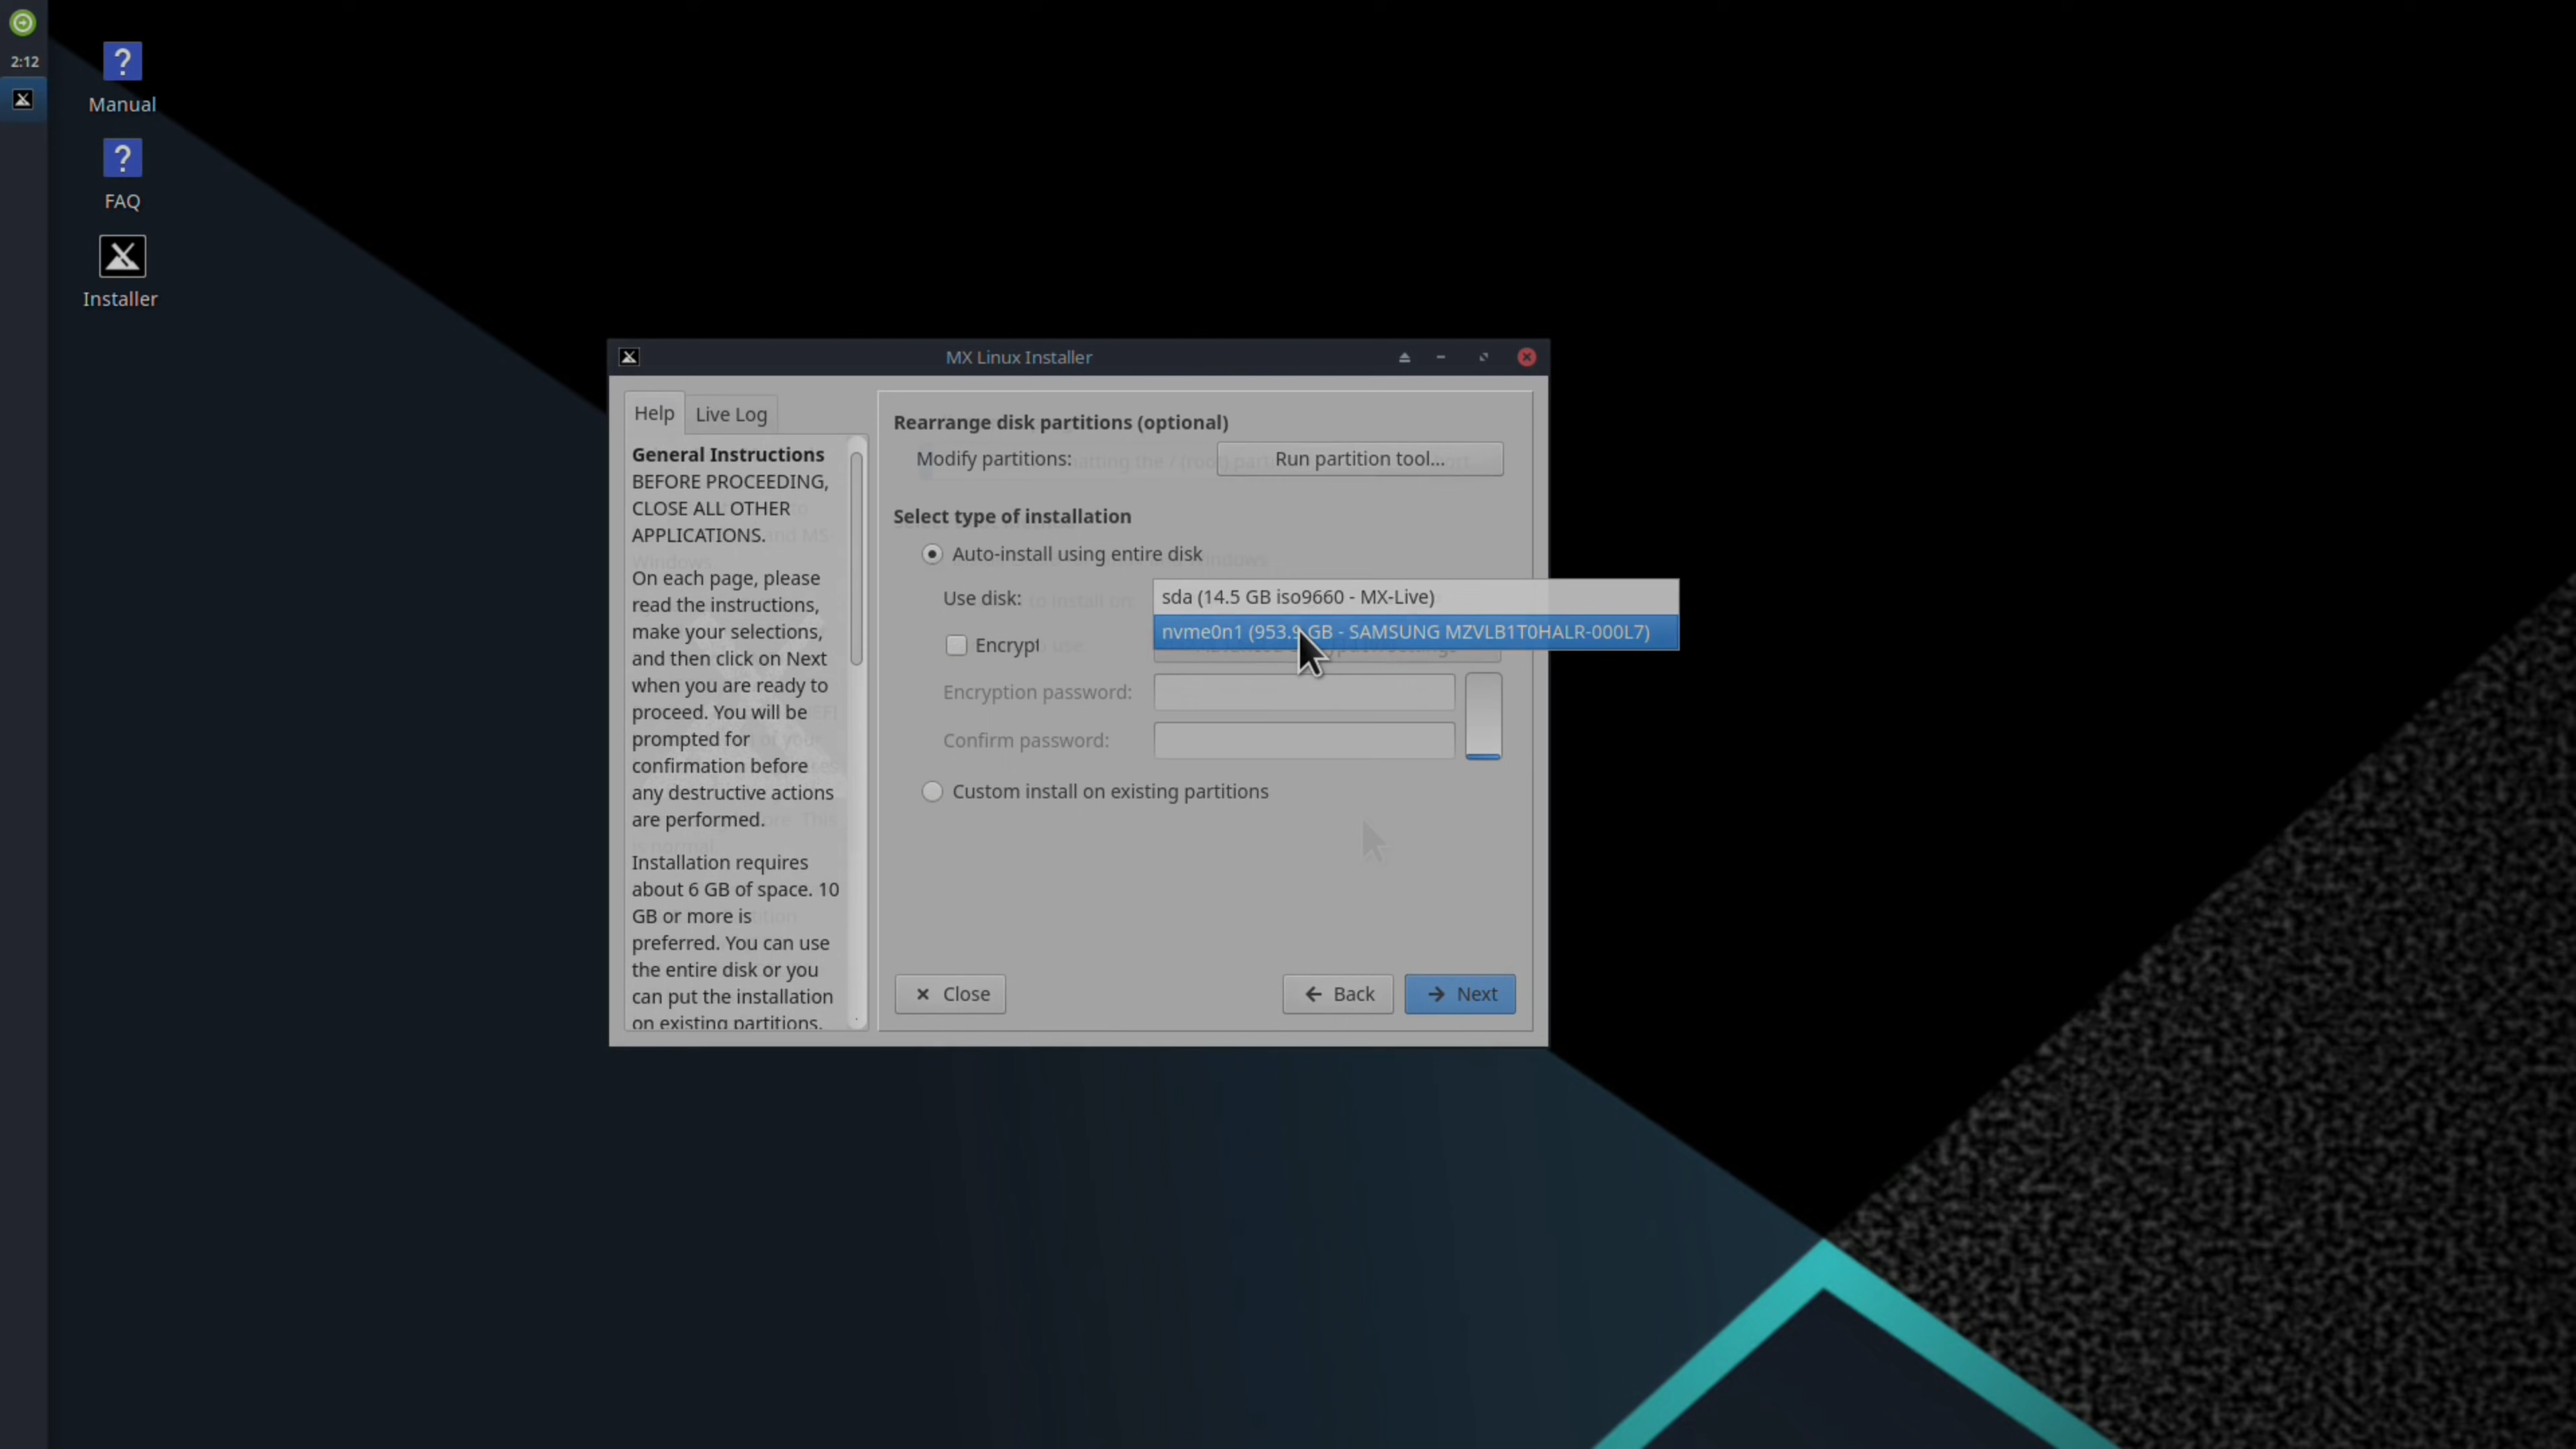 2:12
Manual
FAQ
Installer
MX Linux Installer
Help
Live Log
General Instructions
BEFORE PROCEEDING,
CLOSE ALL OTHER
APPLICATIONS.
On each page, please
read the instructions,
make your selections,
and then click on Next
when you are ready to
proceed. You will be
prompted for
confirmation before
any destructive actions
are performed.
Installation requires
about 6 GB of space. 10
GB or more is
preferred. You can use
the entire disk or you
can put the installation
on existing partitions.
Rearrange disk partitions (optional)
Modify partitions:
Run partition tool...
Select type of installation
Auto-install using entire disk
Use disk:
sda (14.5 GB iso9660 - MX-Live)
nvme0n1 (953.9 GB - SAMSUNG MZVLB1T0HALR-000L7)
Encrypt
Encryption password:
Confirm password:
Custom install on existing partitions
Close
Back
Next